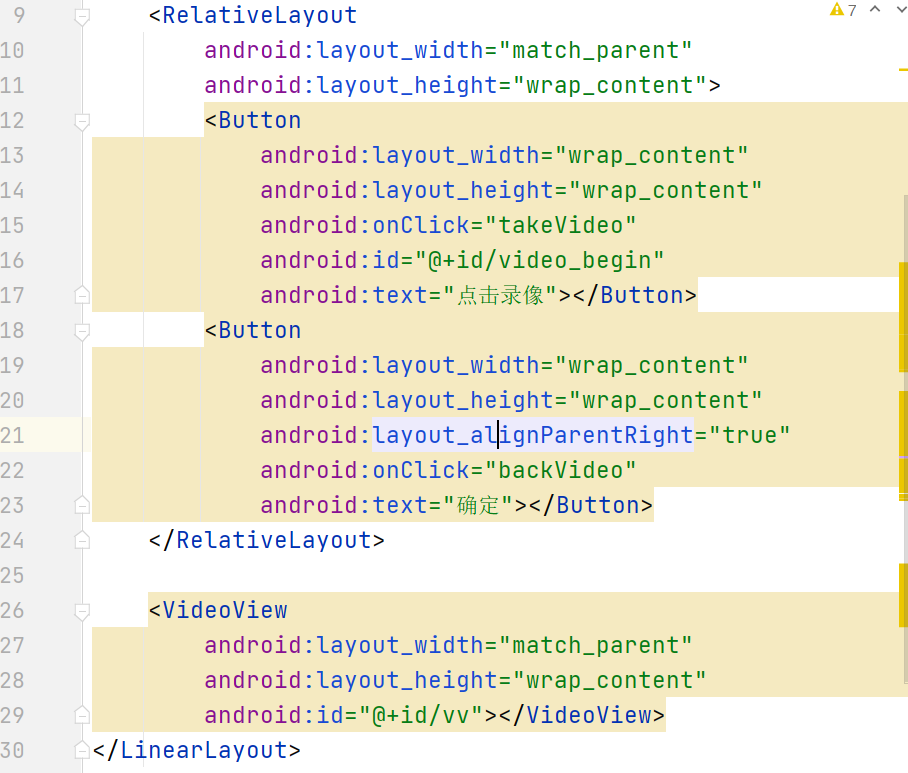 7
9 <RelativeLayout
10 android:layout_width="match_parent"
11 android:layout_height="wrap_content">
12 <Button
13 android:layout_width="wrap_content"
14 android:layout_height="wrap_content"
15 android:onClick="takeVideo"
16 android:id="@+id/video_begin"
17 android:text="点击录像"></Button>
18 <Button
19 android:layout_width="wrap_content"
20 android:layout_height="wrap_content"
21 android:layout_alignParentRight="true"
22 android:onClick="backVideo"
23 android:text="确定"></Button>
24 </RelativeLayout>
25
26 <VideoView
27 android:layout_width="match_parent"
28 android:layout_height="wrap_content"
29 android:id="@+id/vv"></VideoView>
30 </LinearLayout>